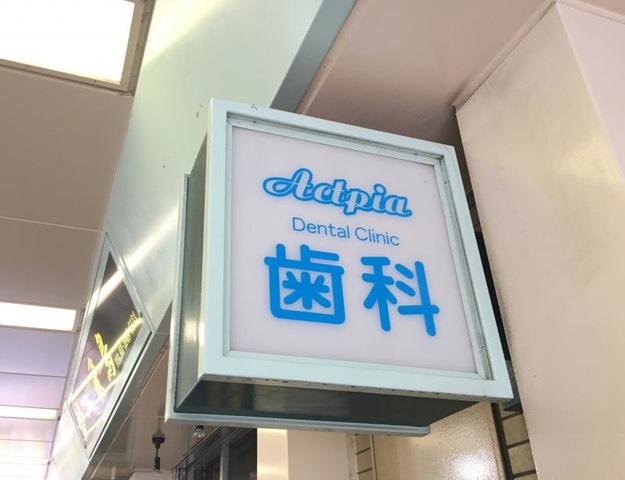 Actpia
Dental Clinic
歯科